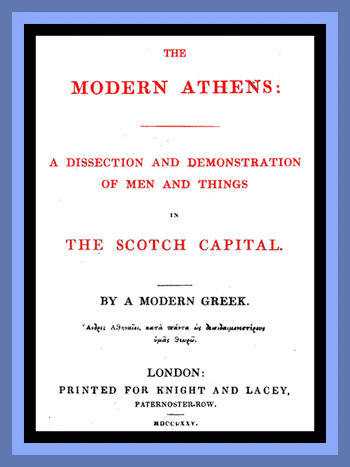 THE
MODERN ATHENS:
A DISSECTION AND DEMONSTRATION
OF MEN AND THINGS
IN
THE SCOTCH CAPITAL.
BY A MODERN GREEK.
Ἄνδρες Ἀθηναῖοι, κατὰ πάντα ὡς δεισιδαιμονεστέρους
ὑμᾶς θεωρῶ.
LONDON:
PRINTED FOR KNIGHT AND LACEY,
PATERNOSTER-ROW.
MDCCCXXV.